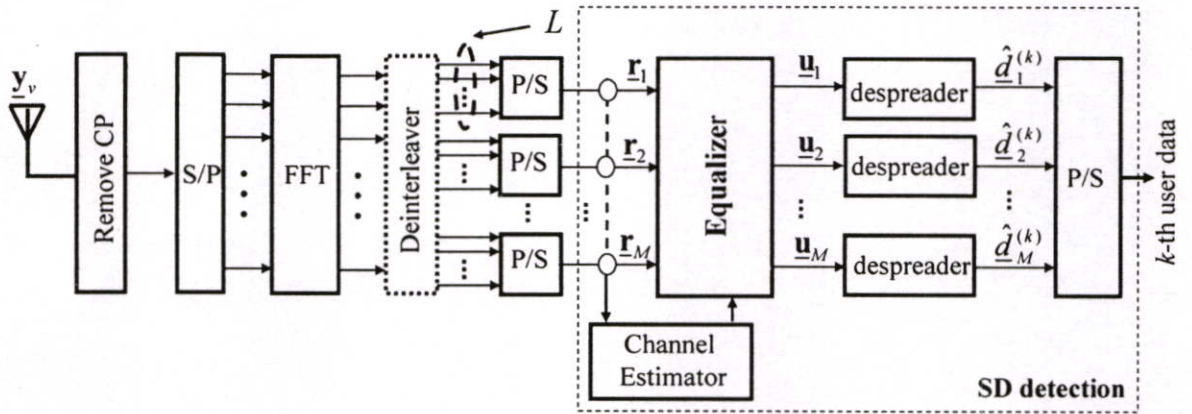 y_v
Remove CP
S/P
FFT
Deinterleaver
L
P/S
P/S
P/S
r_1
r_2
r_M
Equalizer
Channel
Estimator
u_1
u_2
u_M
despreader
despreader
despreader
d̂_1^(k)
d̂_2^(k)
d̂_M^(k)
P/S
k-th user data
SD detection